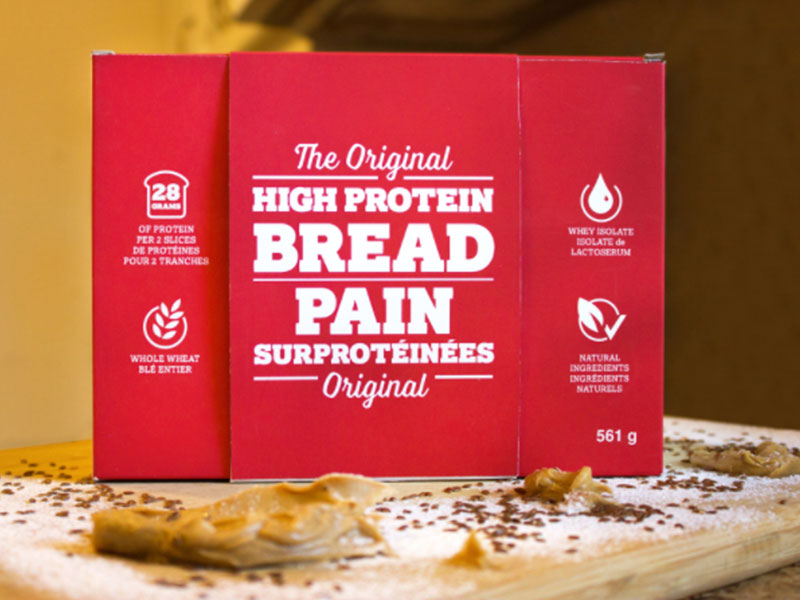 28
GRAMS
OF PROTEIN
PER 2 SLICES
DE PROTÉINES
POUR 2 TRANCHES
WHOLE WHEAT
BLÉ ENTIER
The Original
HIGH PROTEIN
BREAD
PAIN
SURPROTÉINÉES
Original
WHEY ISOLATE
ISOLATE de
LACTOSERUM
NATURAL
INGREDIENTS
INGRÉDIENTS
NATURELS
561 g